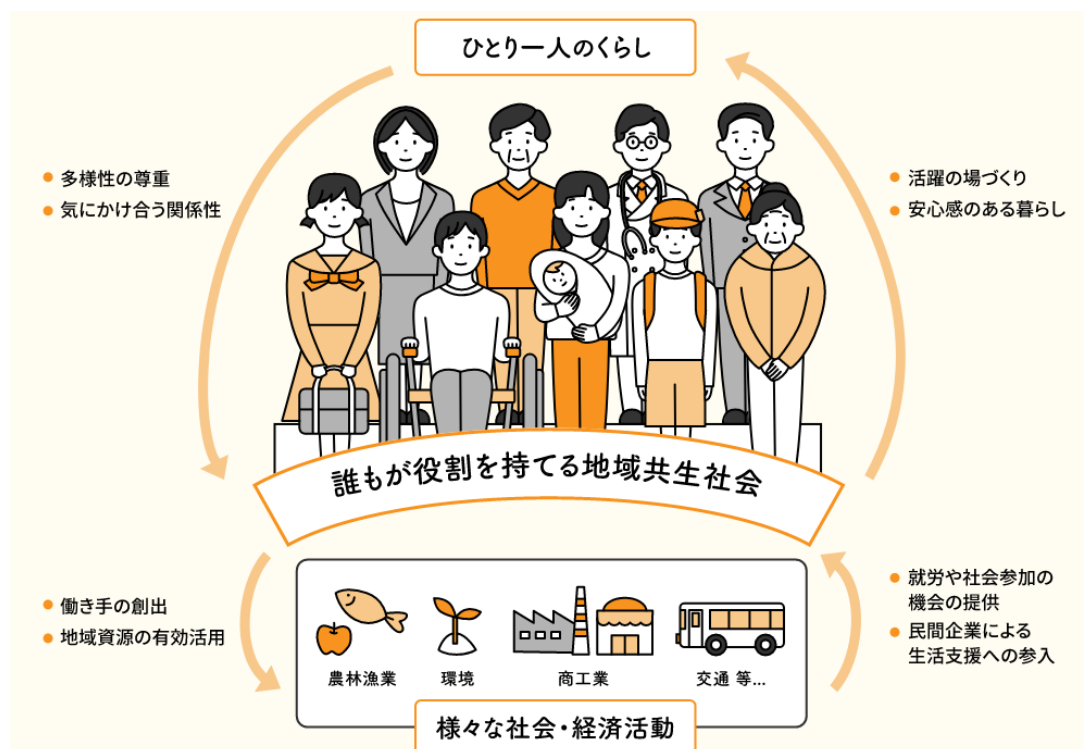 ひとり一人のくらし
多様性の尊重
気にかけ合う関係性
活躍の場づくり
安心感のある暮らし
誰もが役割を持てる地域共生社会
働き手の創出
地域資源の有効活用
就労や社会参加の
機会の提供
民間企業による
生活支援への参入
農林漁業
環境
商工業
交通 等...
様々な社会・経済活動